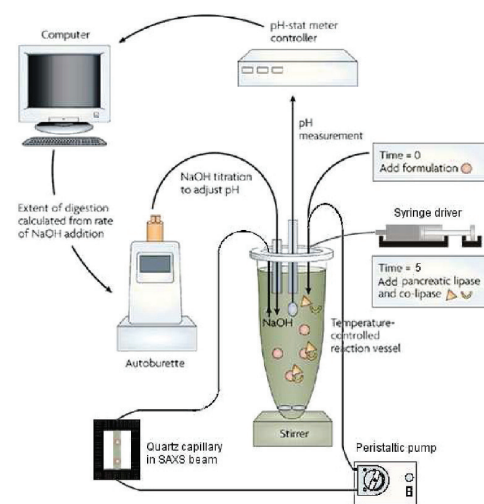 Computer
pH-stat meter
controller
pH
measurement
Time = 0
Add formulation
NaOH titration
to adjust pH
Extent of digestion
calculated from rate
of NaOH addition
Syringe driver
Time = 5
Add pancreatic lipase
and co-lipase
NaOH
Temperature-
controlled
reaction vessel
Autoburette
Stirrer
Quartz capillary
in SAXS beam
Peristaltic pump